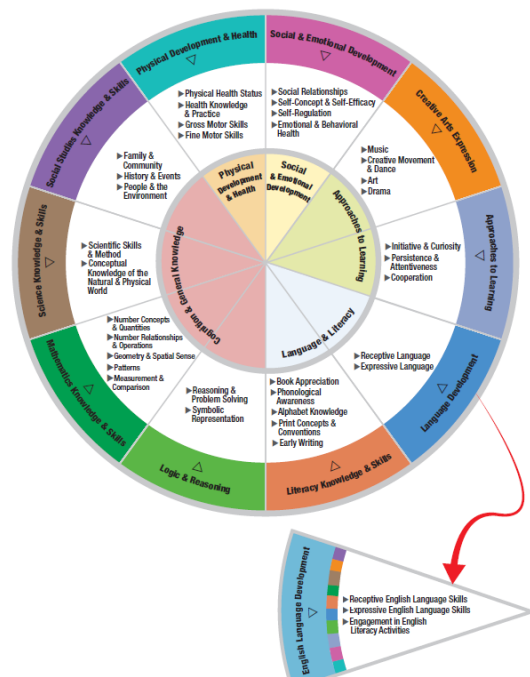 Physical Development & Health
▶Physical Health Status
▶Health Knowledge
& Practice
▶Gross Motor Skills
▶Fine Motor Skills
Social & Emotional Development
▶Social Relationships
▶Self-Concept & Self-Efficacy
▶Self-Regulation
▶Emotional & Behavioral
Health
Creative Arts Expression
▶Music
▶Creative Movement
& Dance
▶Art
▶Drama
Approaches to Learning
▶Initiative & Curiosity
▶Persistence &
Attentiveness
▶Cooperation
Language Development
▶Receptive Language
▶Expressive Language
Literacy Knowledge & Skills
▶Book Appreciation
▶Phonological
Awareness
▶Alphabet Knowledge
▶Print Concepts &
Conventions
▶Early Writing
Logic & Reasoning
▶Reasoning &
Problem Solving
▶Symbolic
Representation
Mathematics Knowledge & Skills
▶Number Concepts
& Quantities
▶Number Relationships
& Operations
▶Geometry & Spatial Sense
▶Patterns
▶Measurement &
Comparison
Science Knowledge & Skills
▶Scientific Skills
& Method
▶Conceptual
Knowledge of the
Natural & Physical
World
Social Studies Knowledge & Skills
▶Family &
Community
▶History & Events
▶People & the
Environment
Physical
Development
& Health
Social
& Emotional
Development
Approaches to Learning
Language & Literacy
Cognition & General Knowledge
English Language Development
▶Receptive English Language Skills
▶Expressive English Language Skills
▶Engagement in English
Literacy Activities